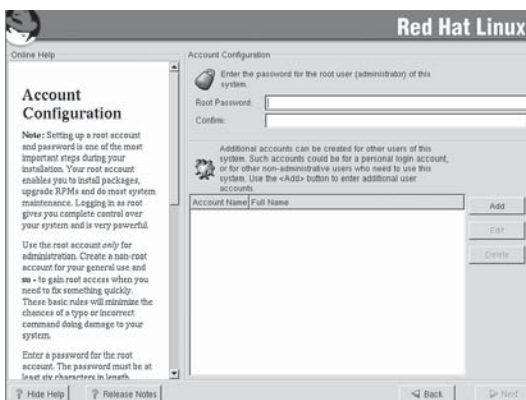 Red Hat Linux
Online Help
Account
Configuration
Note: Setting up a root account
and password is one of the most
important steps during your
installation. Your root account
enables you to install packages,
upgrade RPMs and do most system
maintenance. Logging in as root
gives you complete control over
your system and is very powerful.
Use the root account only for
administration. Create a non-root
account for your general use and
su - to gain root access when you
need to fix something quickly.
These basic rules will minimize the
chances of a typo or incorrect
command doing damage to your
system.
Enter a password for the root
account. The password must be at
least six characters in length.
Account Configuration
Enter the password for the root user (administrator) of this
system.
Root Password:
Confirm:
Additional accounts can be created for other users of this
system. Such accounts could be for a personal login account,
or for other non-administrative users who need to use this
system. Use the <Add> button to enter additional user
accounts.
Account Name Full Name
Add
Edit
Delete
Hide Help
Release Notes
Back
Next